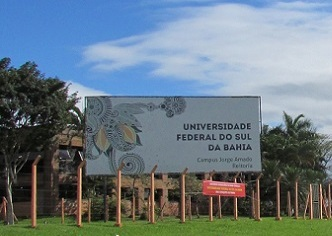 UNIVERSIDADE
FEDERAL DO SUL
DA BAHIA
Campus Jorge Amado
Reitoria